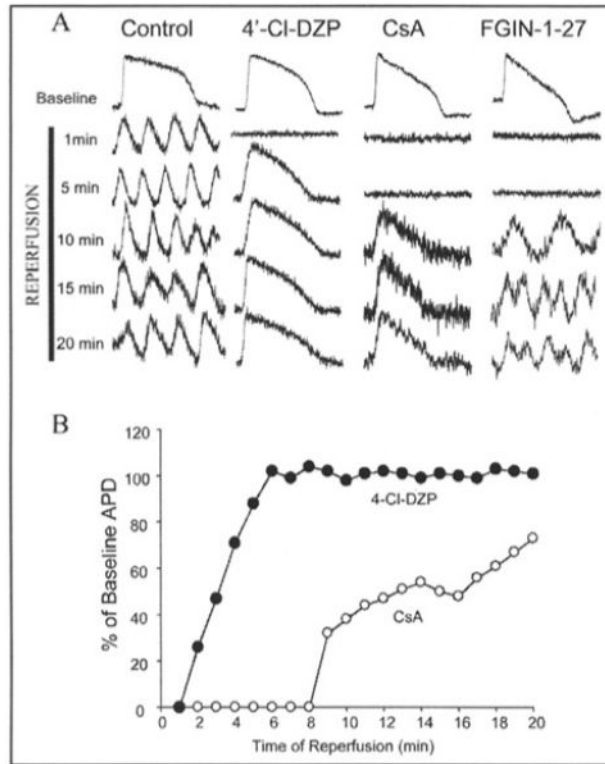 A
Control 4'-Cl-DZP CsA FGIN-1-27
Baseline
REPERFUSION
1min
5 min
10 min
15 min
20 min
B
120
100
80
60
40
20
0
% of Baseline APD
4-Cl-DZP
CsA
0 2 4 6 8 10 12 14 16 18 20
Time of Reperfusion (min)